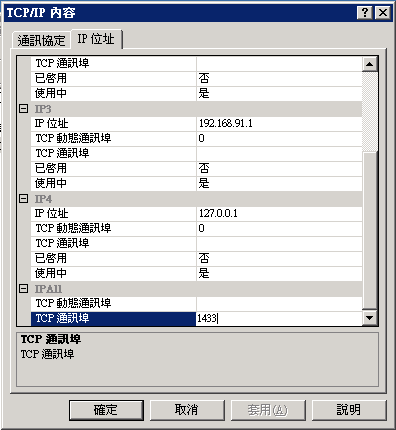 TCP/IP 內容
通訊協定 IP 位址
TCP 通訊埠
已啓用 否
使用中 是
IP3
IP 位址 192.168.91.1
TCP 動態通訊埠 0
TCP 通訊埠
已啓用 否
使用中 是
IP4
IP 位址 127.0.0.1
TCP 動態通訊埠 0
TCP 通訊埠
已啓用 否
使用中 是
IPAll
TCP 動態通訊埠
TCP 通訊埠 1433
TCP 通訊埠
TCP 通訊埠
確定 取消 套用(A) 說明